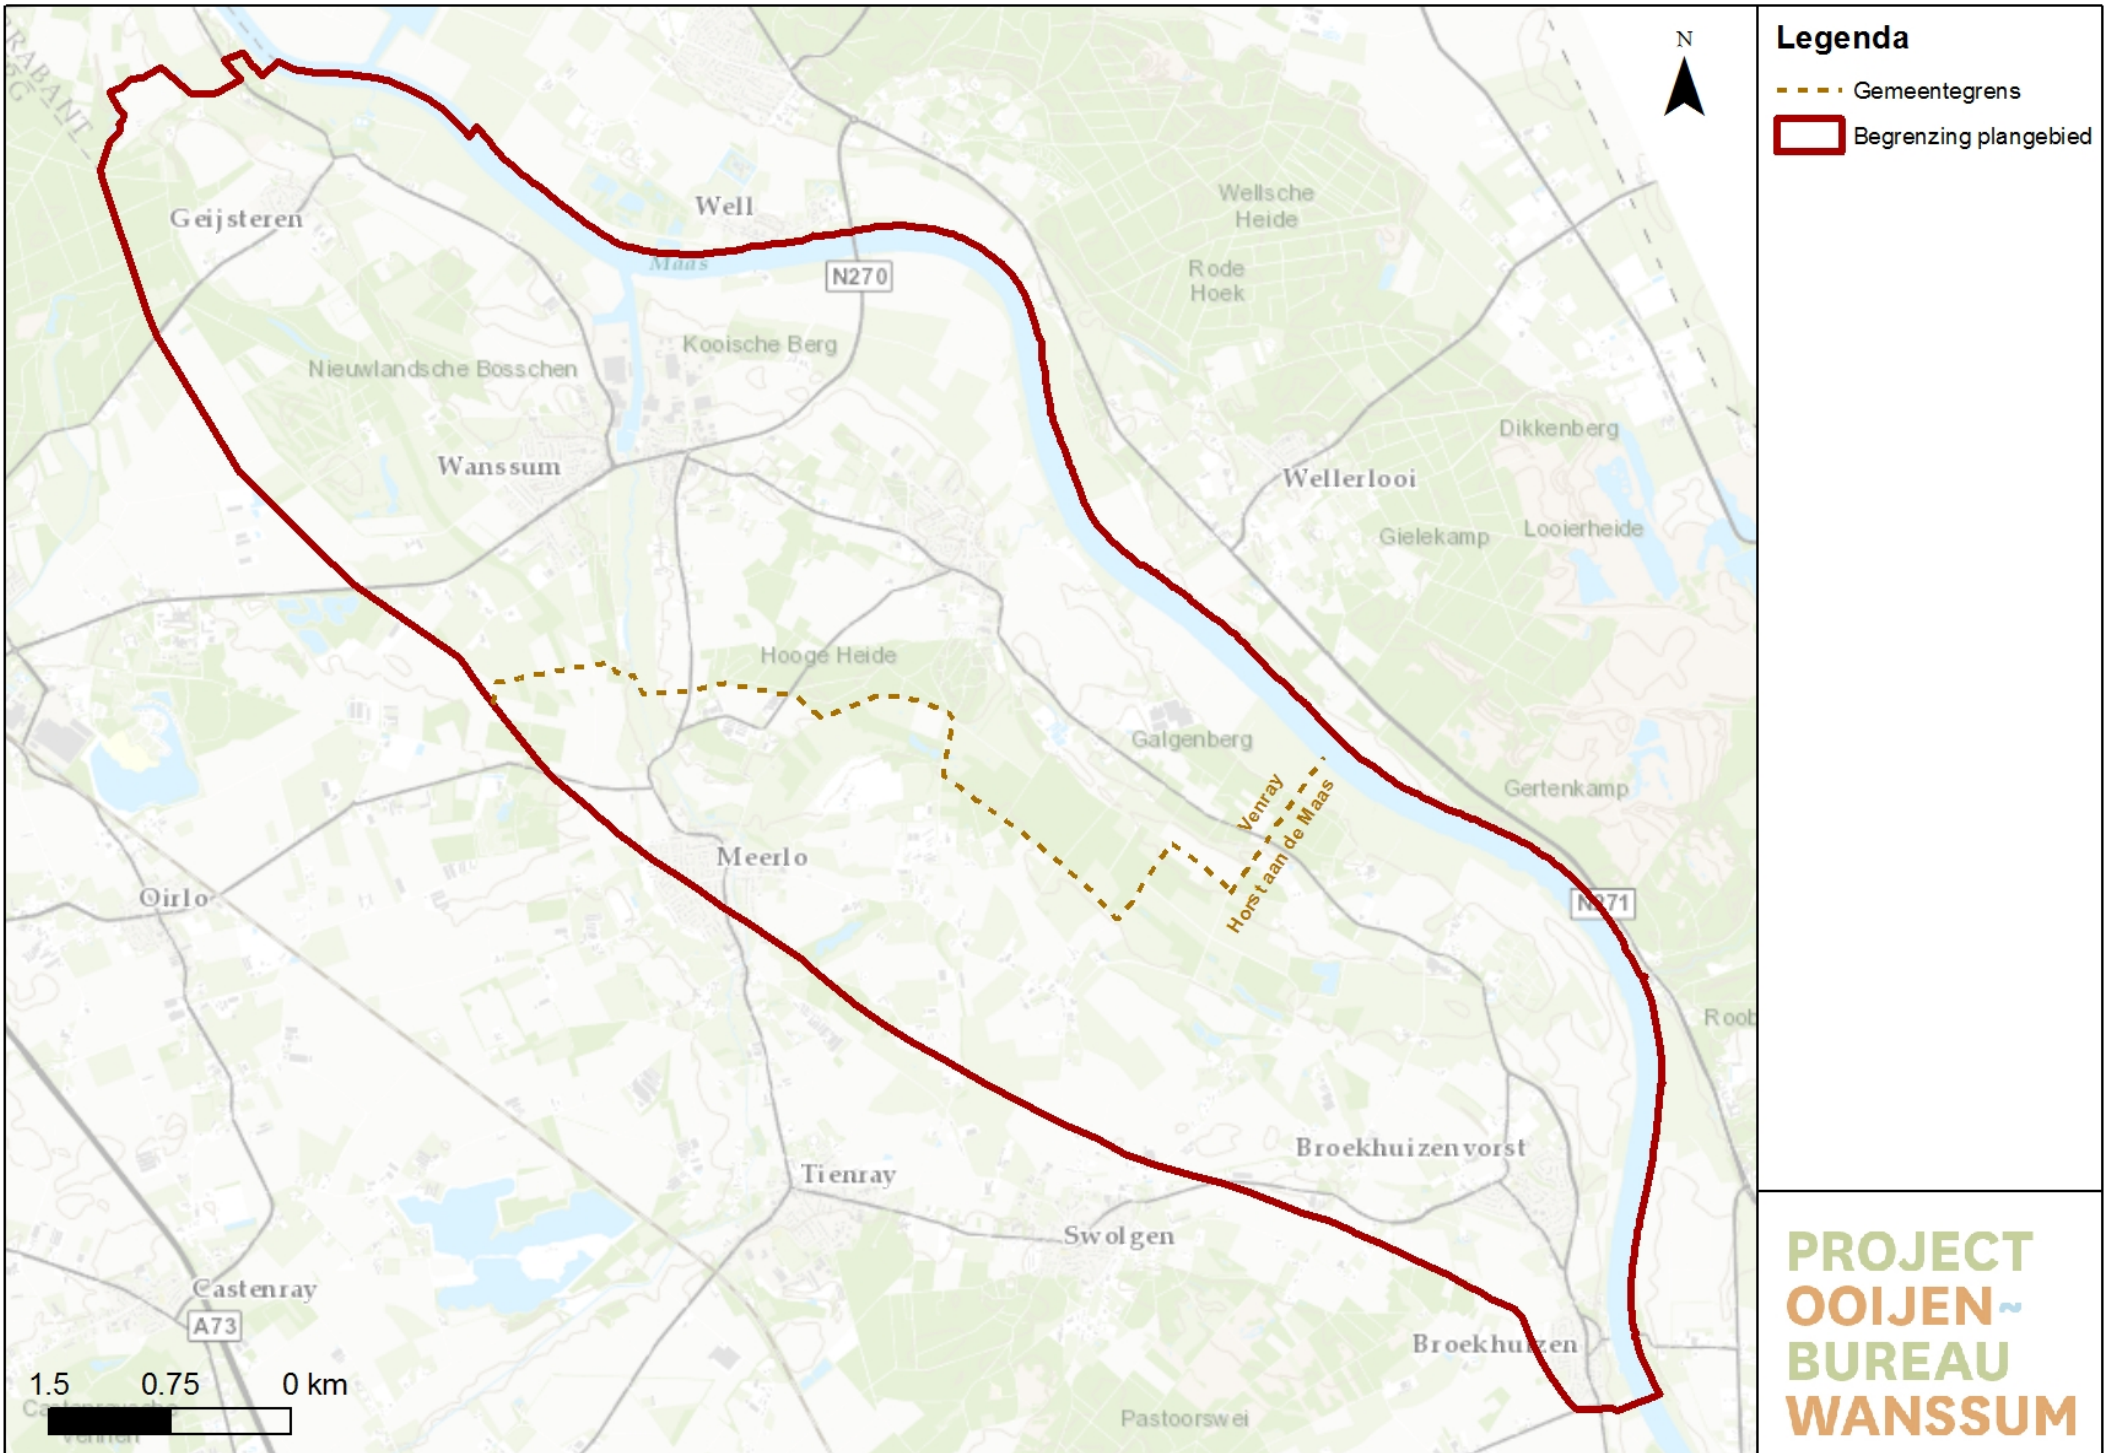 N
Legenda
Gemeentegrens
Begrenzing plangebied
RABANT
Geijsteren
Well
Wellsche
Heide
Maas
N270
Rode
Hoek
Kooische Berg
Nieuwlandsche Bosschen
Dikkenberg
Wanssum
Wellerlooi
Gielekamp
Looierheide
Hooge Heide
Galgenberg
Venray
Horst aan de Maas
Gertenkamp
Meerlo
Oirlo
N271
Roob
Broekhuizenvorst
Tienray
Swolgen
Castenray
A73
Broekhuizen
Pastoorswei
1.5 0.75 0 km
PROJECT
OOIJEN~
BUREAU
WANSSUM